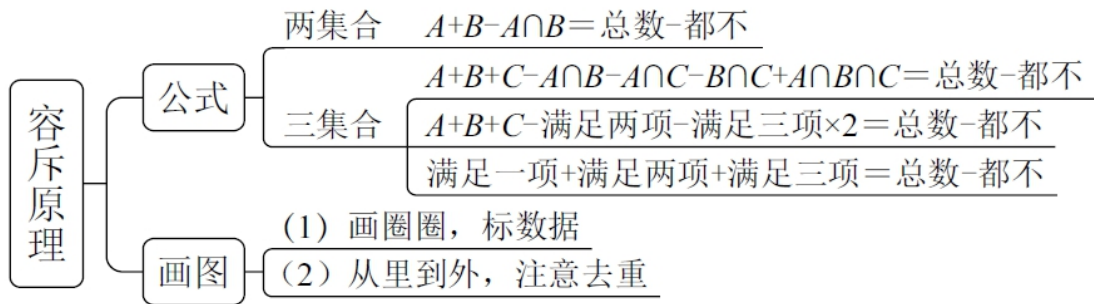 容斥原理
公式
两集合 A+B-A∩B=总数-都不
三集合
A+B+C-A∩B-A∩C-B∩C+A∩B∩C=总数-都不
A+B+C-满足两项-满足三项×2=总数-都不
满足一项+满足两项+满足三项=总数-都不
画图
(1) 画圈圈，标数据
（2）从里到外，注意去重